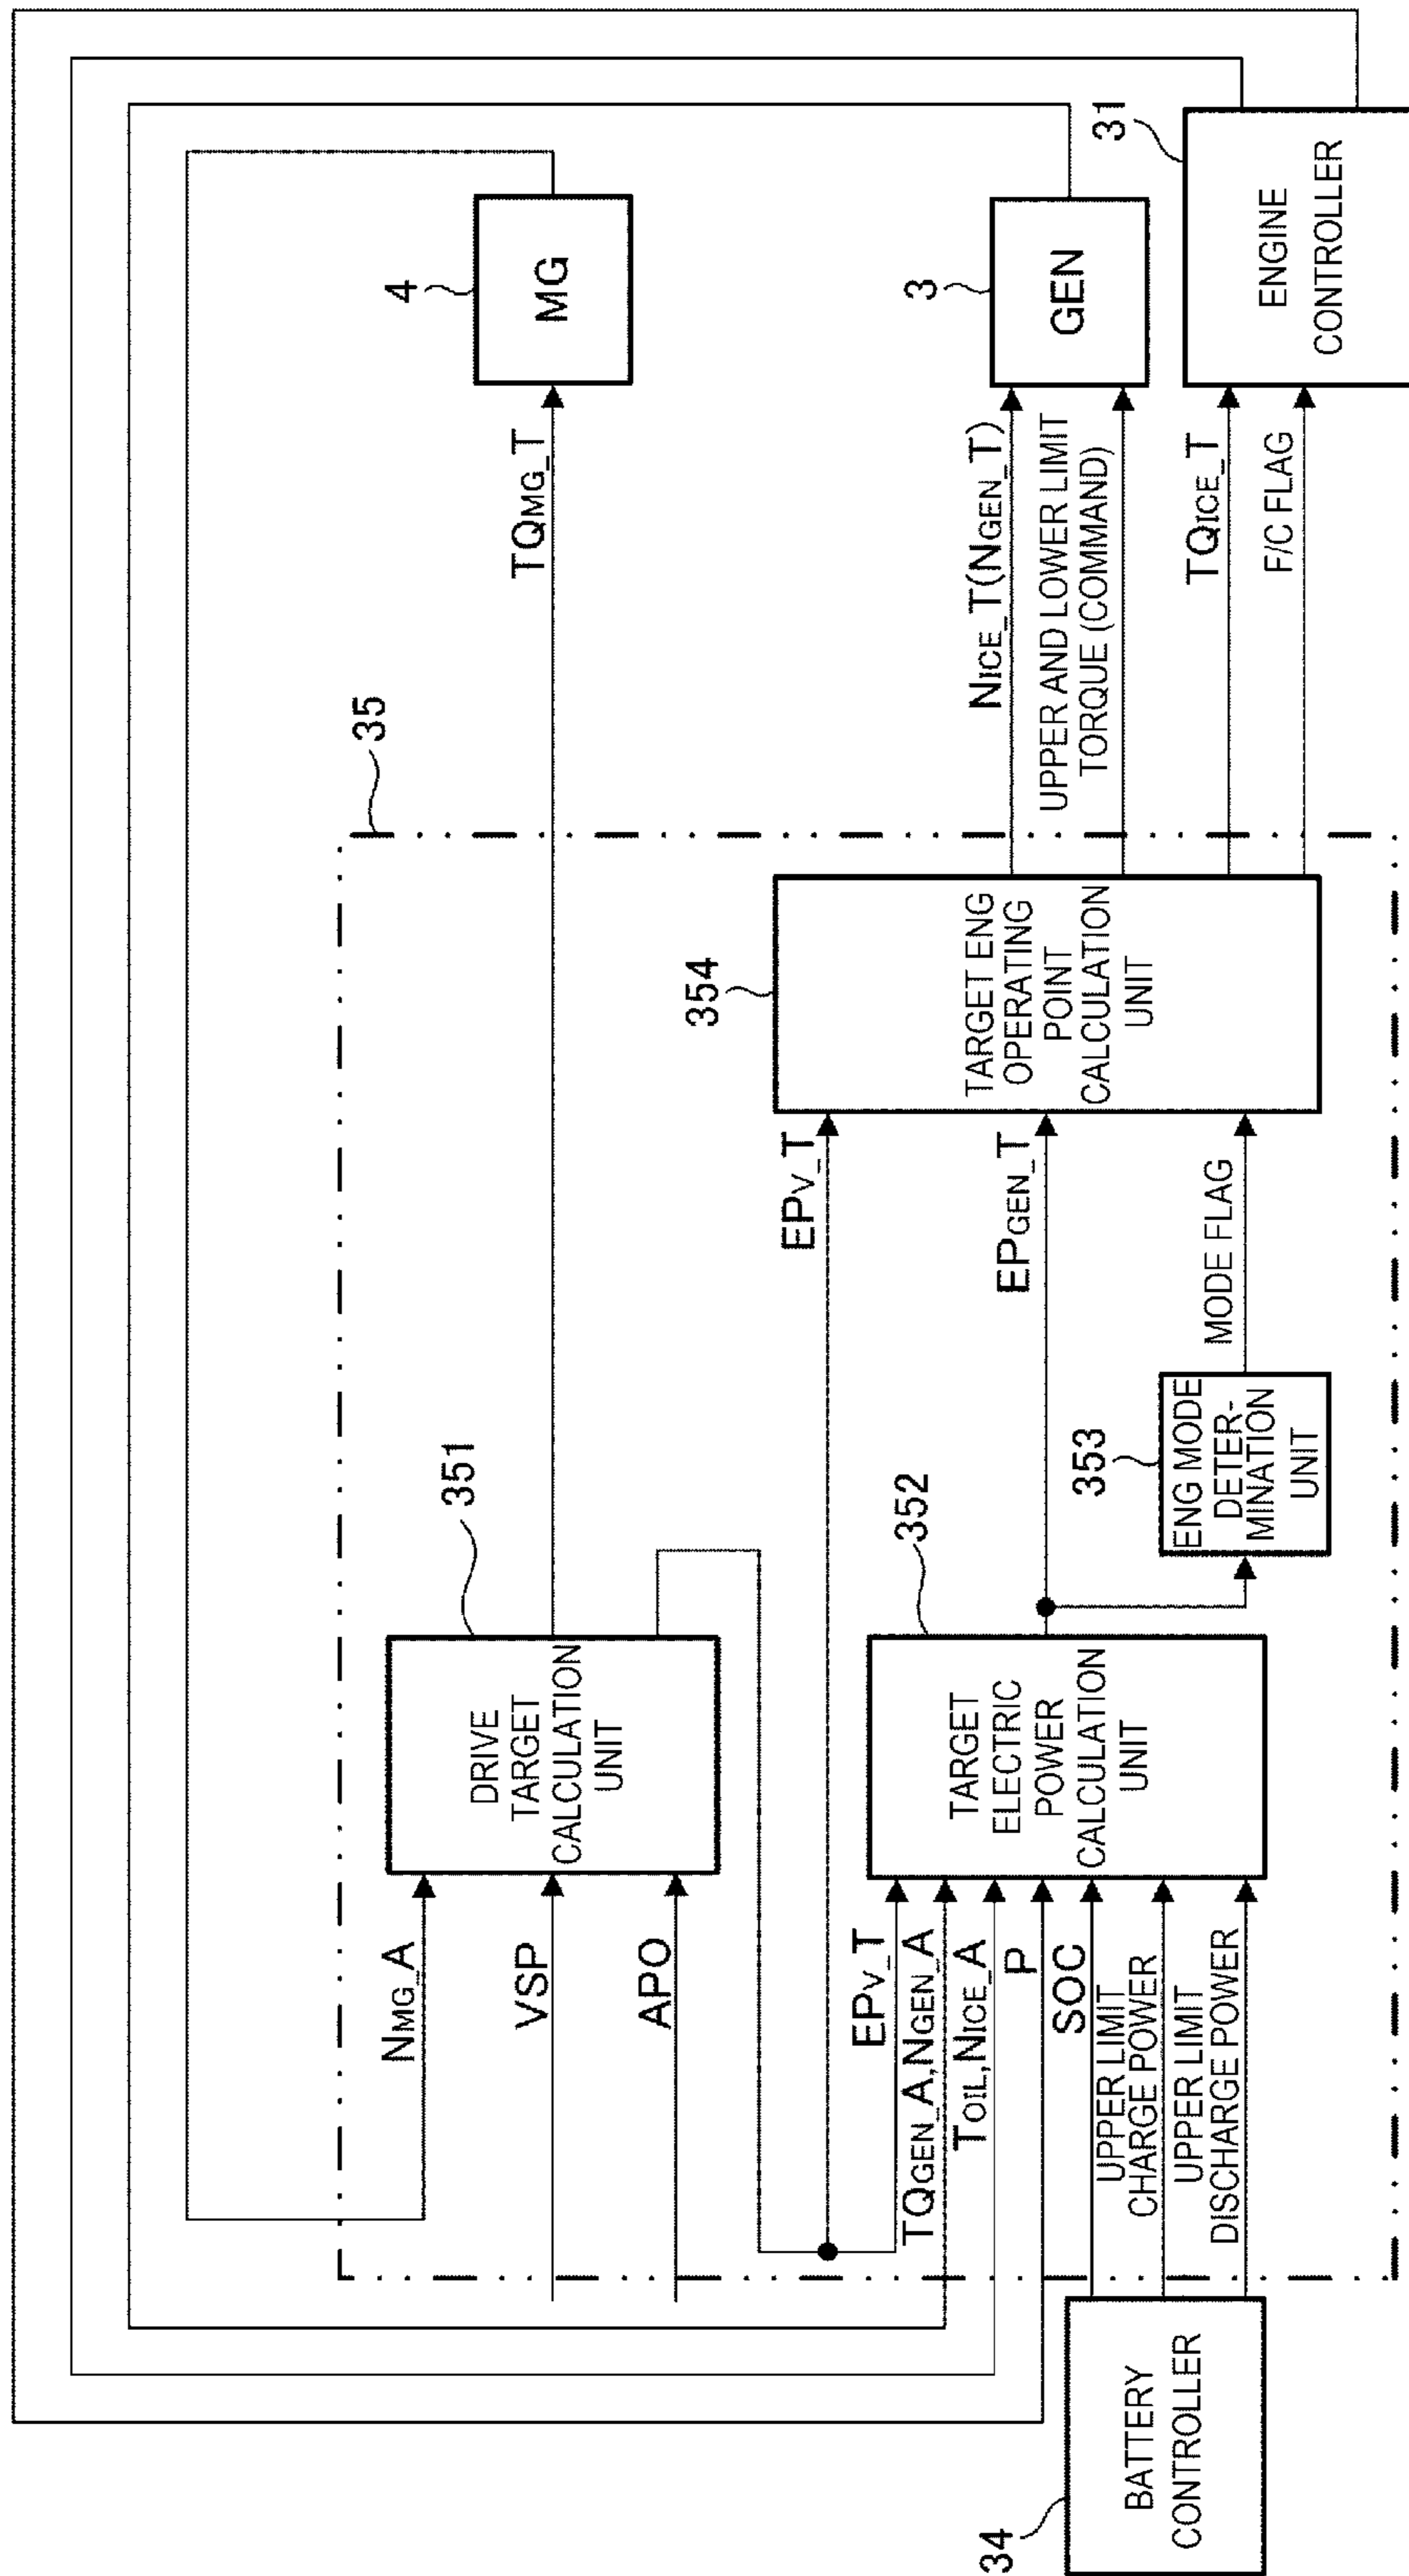 35
4
MG
TQMG_T
351
DRIVE
TARGET
CALCULATION
UNIT
NMG_A
VSP
APO
EPV_T
354
TARGET ENG
OPERATING
POINT
CALCULATION
UNIT
3
GEN
NICE_T(NGEN_T)
UPPER AND LOWER LIMIT
TORQUE (COMMAND)
31
ENGINE
CONTROLLER
TQICE_T
F/C FLAG
EPGEN_T
MODE FLAG
353
ENG MODE
DETER-
MINATION
UNIT
352
TARGET
ELECTRIC
POWER
CALCULATION
UNIT
EPV_T
TQGEN_A,NGEN_A
TOIL,NICE_A
P
SOC
UPPER LIMIT
CHARGE POWER
UPPER LIMIT
DISCHARGE POWER
34
BATTERY
CONTROLLER